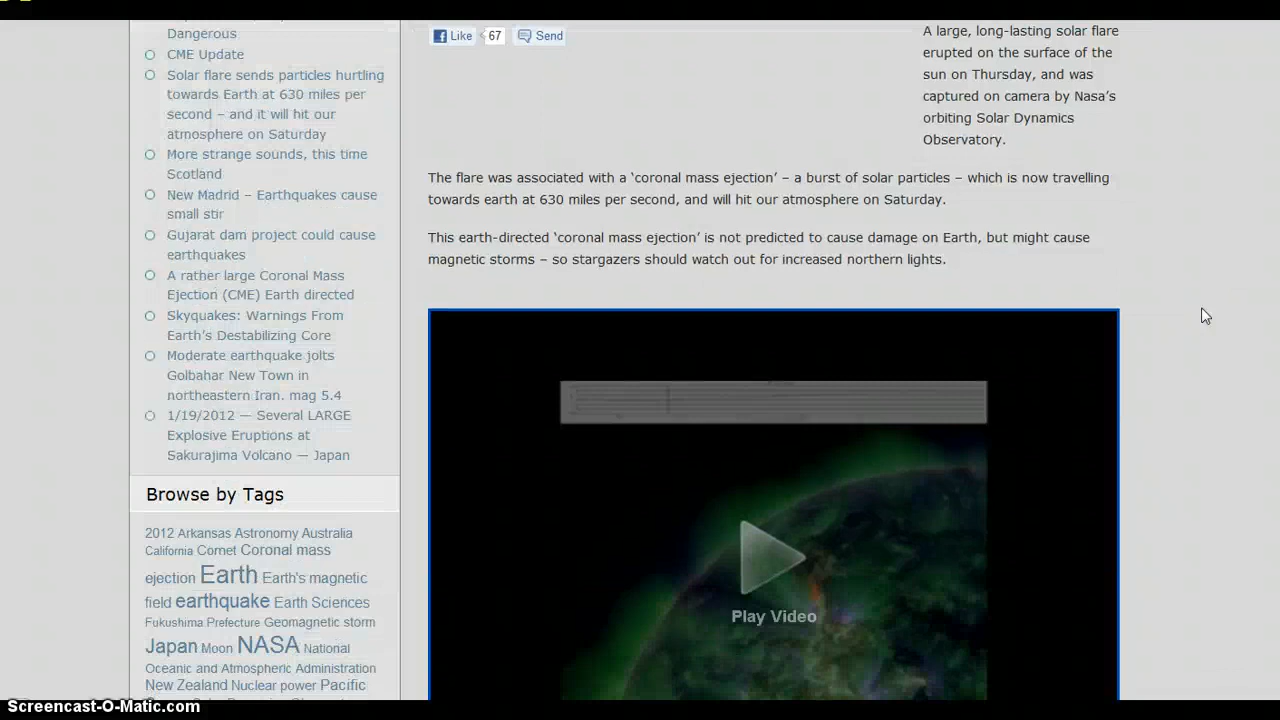 Dangerous
CME Update
Solar flare sends particles hurtling
towards Earth at 630 miles per
second – and it will hit our
atmosphere on Saturday
More strange sounds, this time
Scotland
New Madrid – Earthquakes cause
small stir
Gujarat dam project could cause
earthquakes
A rather large Coronal Mass
Ejection (CME) Earth directed
Skyquakes: Warnings From
Earth’s Destabilizing Core
Moderate earthquake jolts
Golbahar New Town in
northeastern Iran. mag 5.4
1/19/2012 — Several LARGE
Explosive Eruptions at
Sakurajima Volcano — Japan
Browse by Tags
2012 Arkansas Astronomy Australia
California Comet Coronal mass
ejection Earth Earth's magnetic
field earthquake Earth Sciences
Fukushima Prefecture Geomagnetic storm
Japan Moon NASA National
Oceanic and Atmospheric Administration
New Zealand Nuclear power Pacific
Like 67 Send
A large, long-lasting solar flare
erupted on the surface of the
sun on Thursday, and was
captured on camera by Nasa’s
orbiting Solar Dynamics
Observatory.
The flare was associated with a ‘coronal mass ejection’ – a burst of solar particles – which is now travelling
towards earth at 630 miles per second, and will hit our atmosphere on Saturday.
This earth-directed ‘coronal mass ejection’ is not predicted to cause damage on Earth, but might cause
magnetic storms – so stargazers should watch out for increased northern lights.
Play Video
Screencast-O-Matic.com